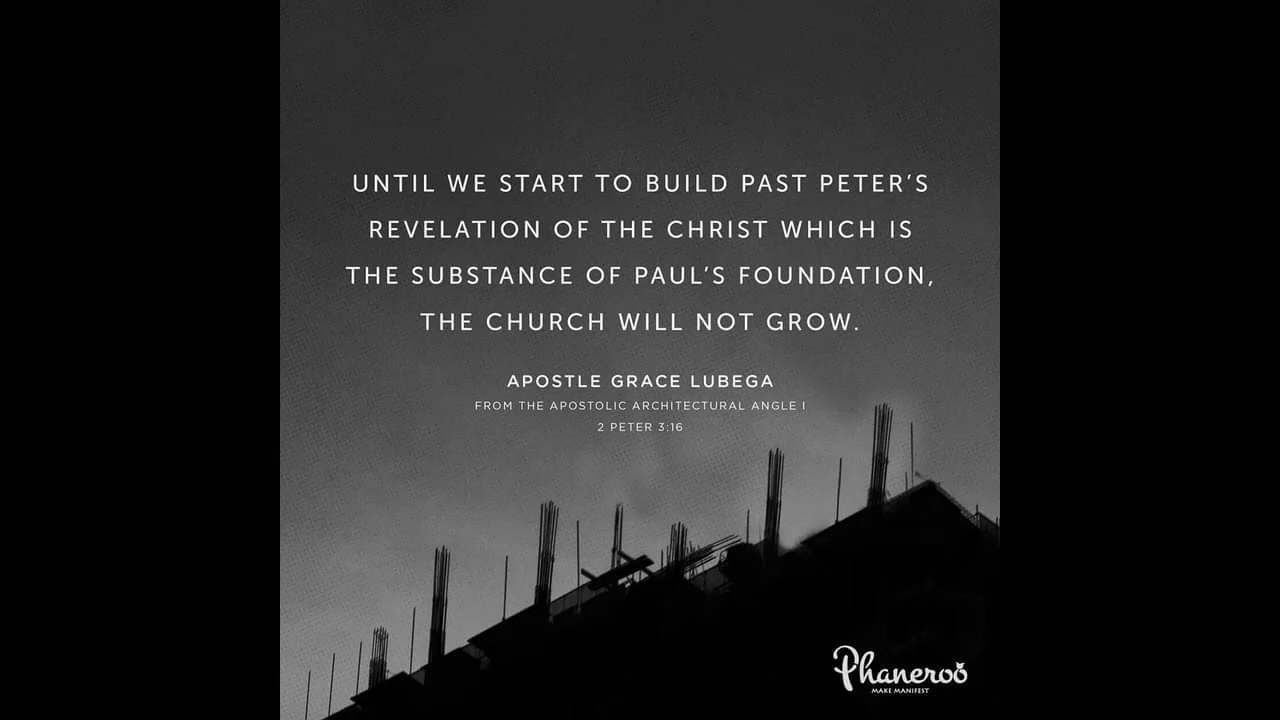 UNTIL WE START TO BUILD PAST PETER'S
REVELATION OF THE CHRIST WHICH IS
THE SUBSTANCE OF PAUL'S FOUNDATION,
THE CHURCH WILL NOT GROW.
APOSTLE GRACE LUBEGA
FROM THE APOSTOLIC ARCHITECTURAL ANGLE I
2 PETER 3:16
Phaneroo
MAKE MANIFEST